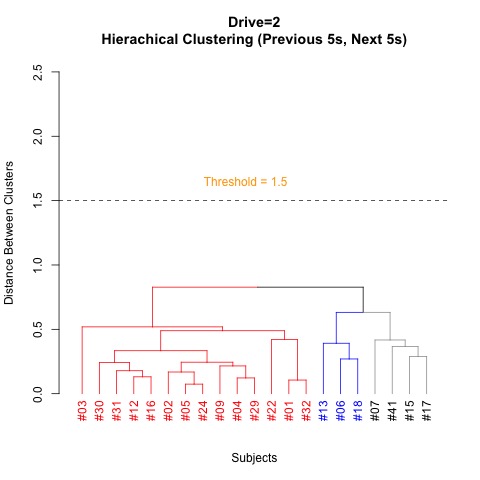 Drive=2
Hierachical Clustering (Previous 5s, Next 5s)
Distance Between Clusters
2.5
2.0
1.5
1.0
0.5
0.0
Threshold = 1.5
#03 #30 #31 #12 #16 #02 #05 #24 #09 #04 #29 #22 #01 #32 #13 #06 #18 #07 #41 #15 #17
Subjects